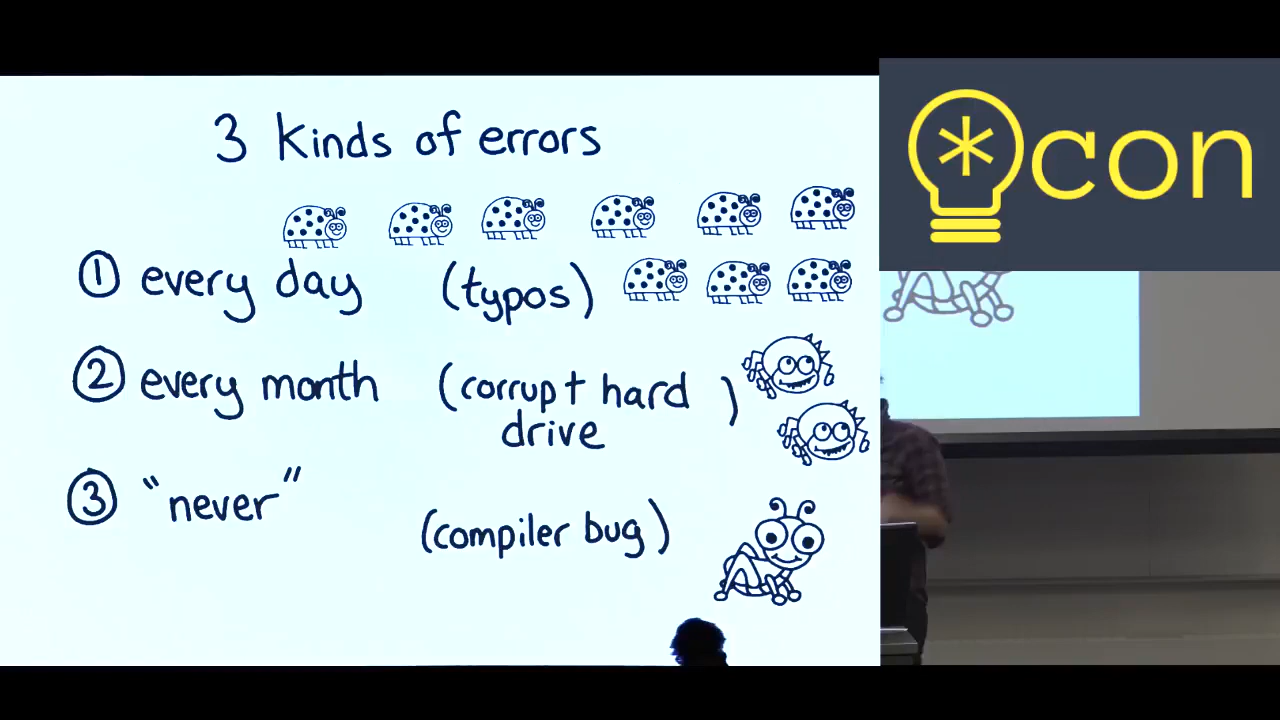 3 kinds of errors
① every day (typos)
② every month (corrupt hard drive)
③ “never”
(compiler bug)
*con